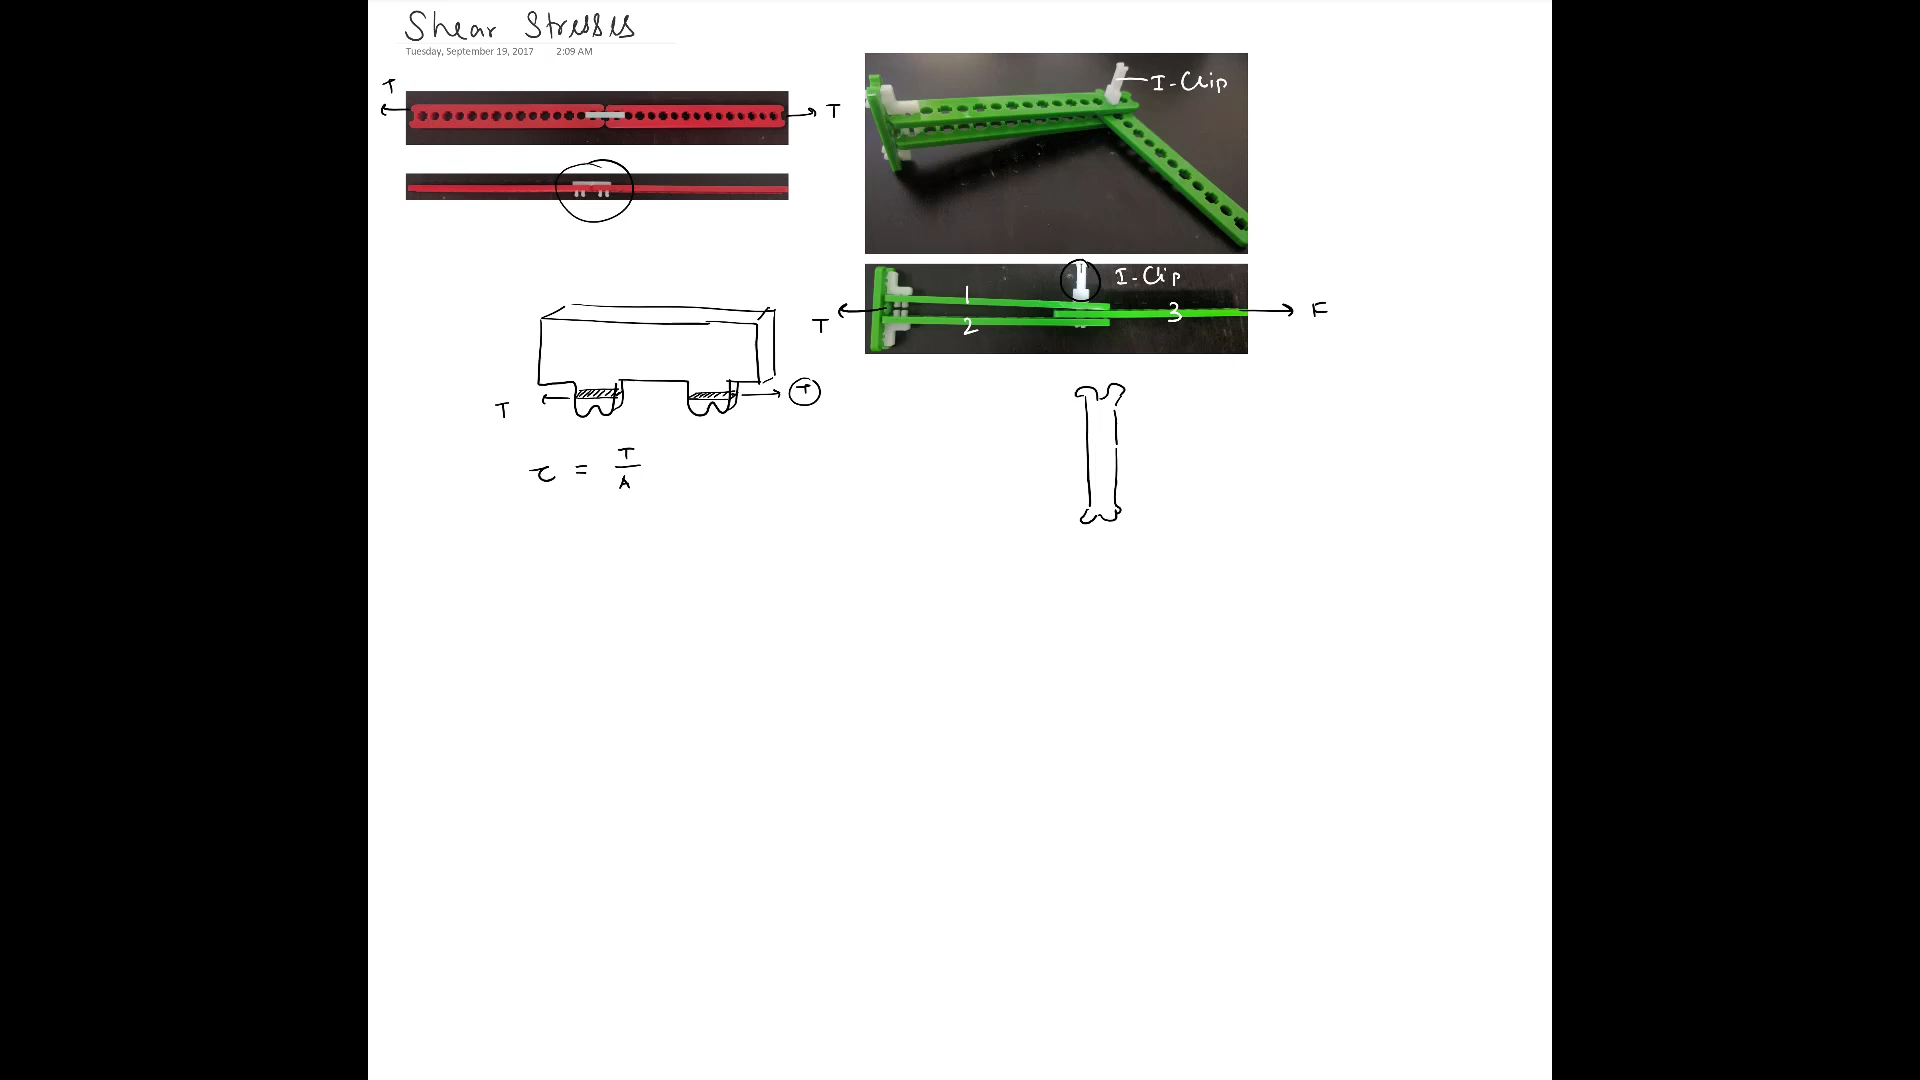 Shear Stresses
Tuesday, September 19, 2017 2:09 AM
T
T
I-Clip
I-Clip
1
2
3
T
F
T
T
τ = T/A